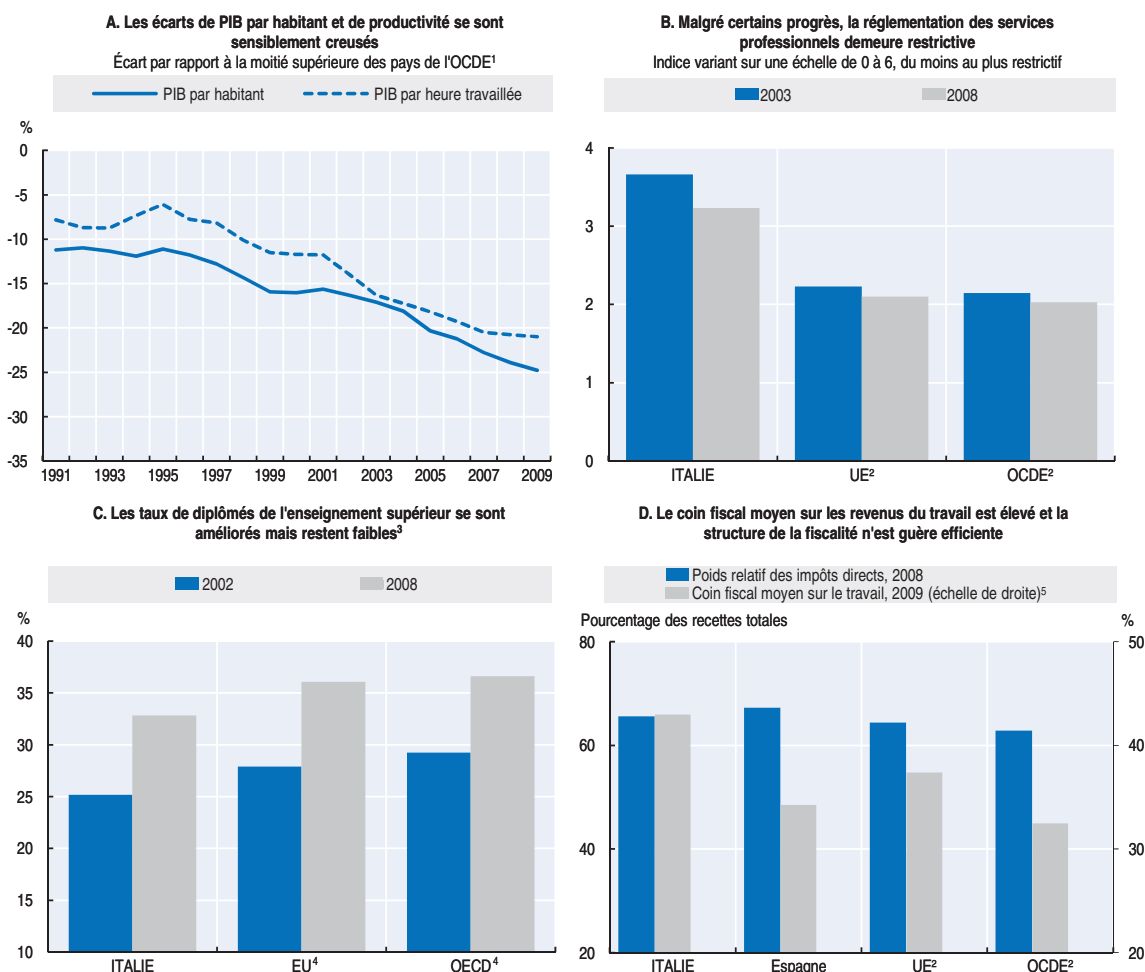 A. Les écarts de PIB par habitant et de productivité se sont
sensiblement creusés
Écart par rapport à la moitié supérieure des pays de l'OCDE¹
PIB par habitant
PIB par heure travaillée
%
0
-5
-10
-15
-20
-25
-30
-35
1991 1993 1995 1997 1999 2001 2003 2005 2007 2009
B. Malgré certains progrès, la réglementation des services
professionnels demeure restrictive
Indice variant sur une échelle de 0 à 6, du moins au plus restrictif
2003
2008
4
3
2
1
0
ITALIE UE² OCDE²
C. Les taux de diplômés de l'enseignement supérieur se sont
améliorés mais restent faibles³
2002
2008
%
40
35
30
25
20
15
10
ITALIE EU⁴ OECD⁴
D. Le coin fiscal moyen sur les revenus du travail est élevé et la
structure de la fiscalité n'est guère efficiente
Poids relatif des impôts directs, 2008
Coin fiscal moyen sur le travail, 2009 (échelle de droite)⁵
Pourcentage des recettes totales
%
80
60
40
20
50
40
30
20
ITALIE Espagne UE² OCDE²